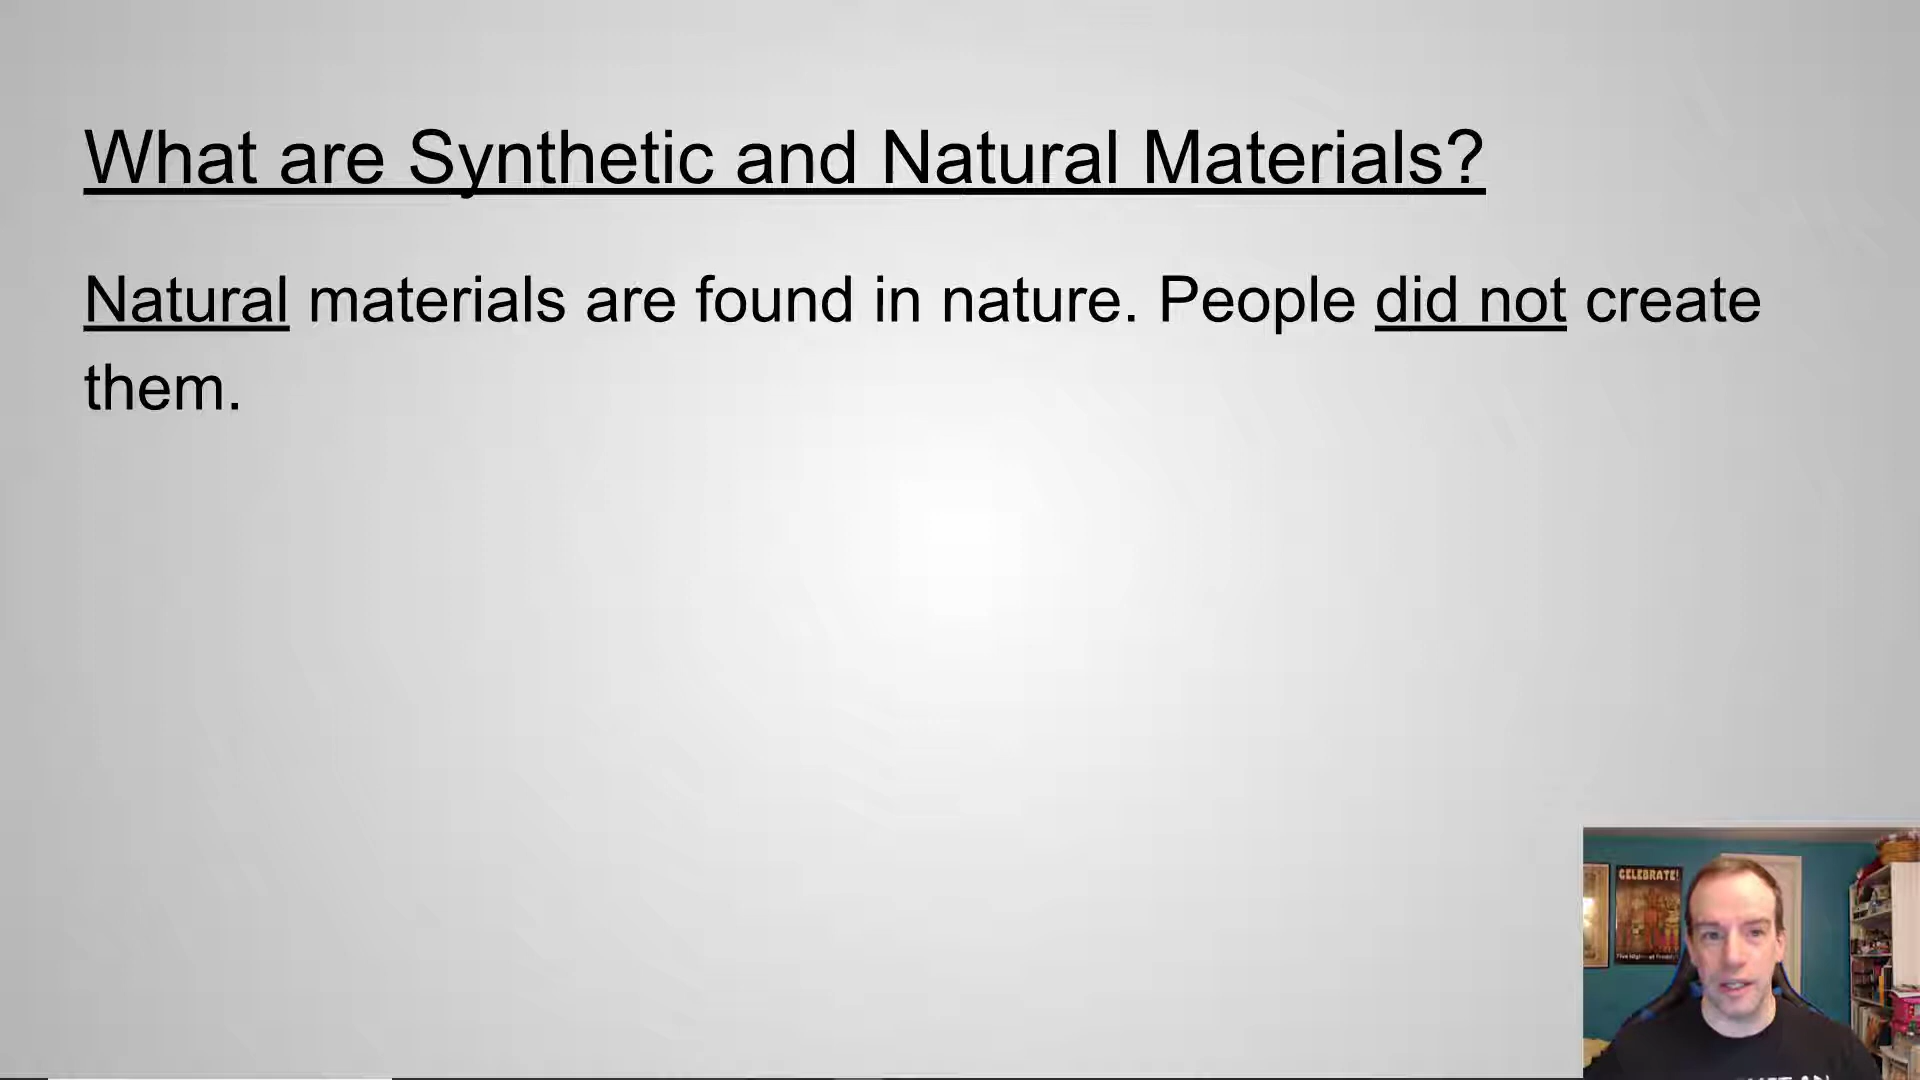 What are Synthetic and Natural Materials?
Natural materials are found in nature. People did not create
them.
CELEBRATE!